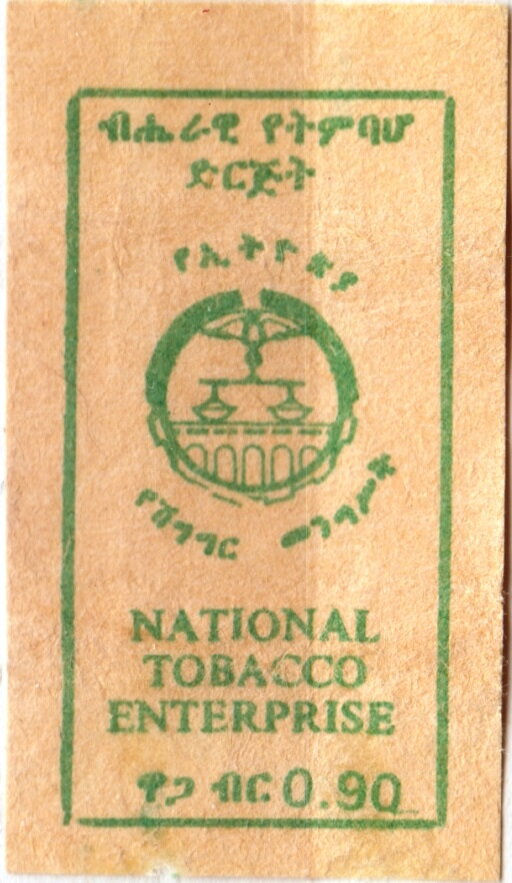 ብሔራዊ የትምባሆ
ድርጅት
የኢትዮጵያ
የሽግግር መንግሥት
NATIONAL
TOBACCO
ENTERPRISE
ዋጋ ብር 0.90